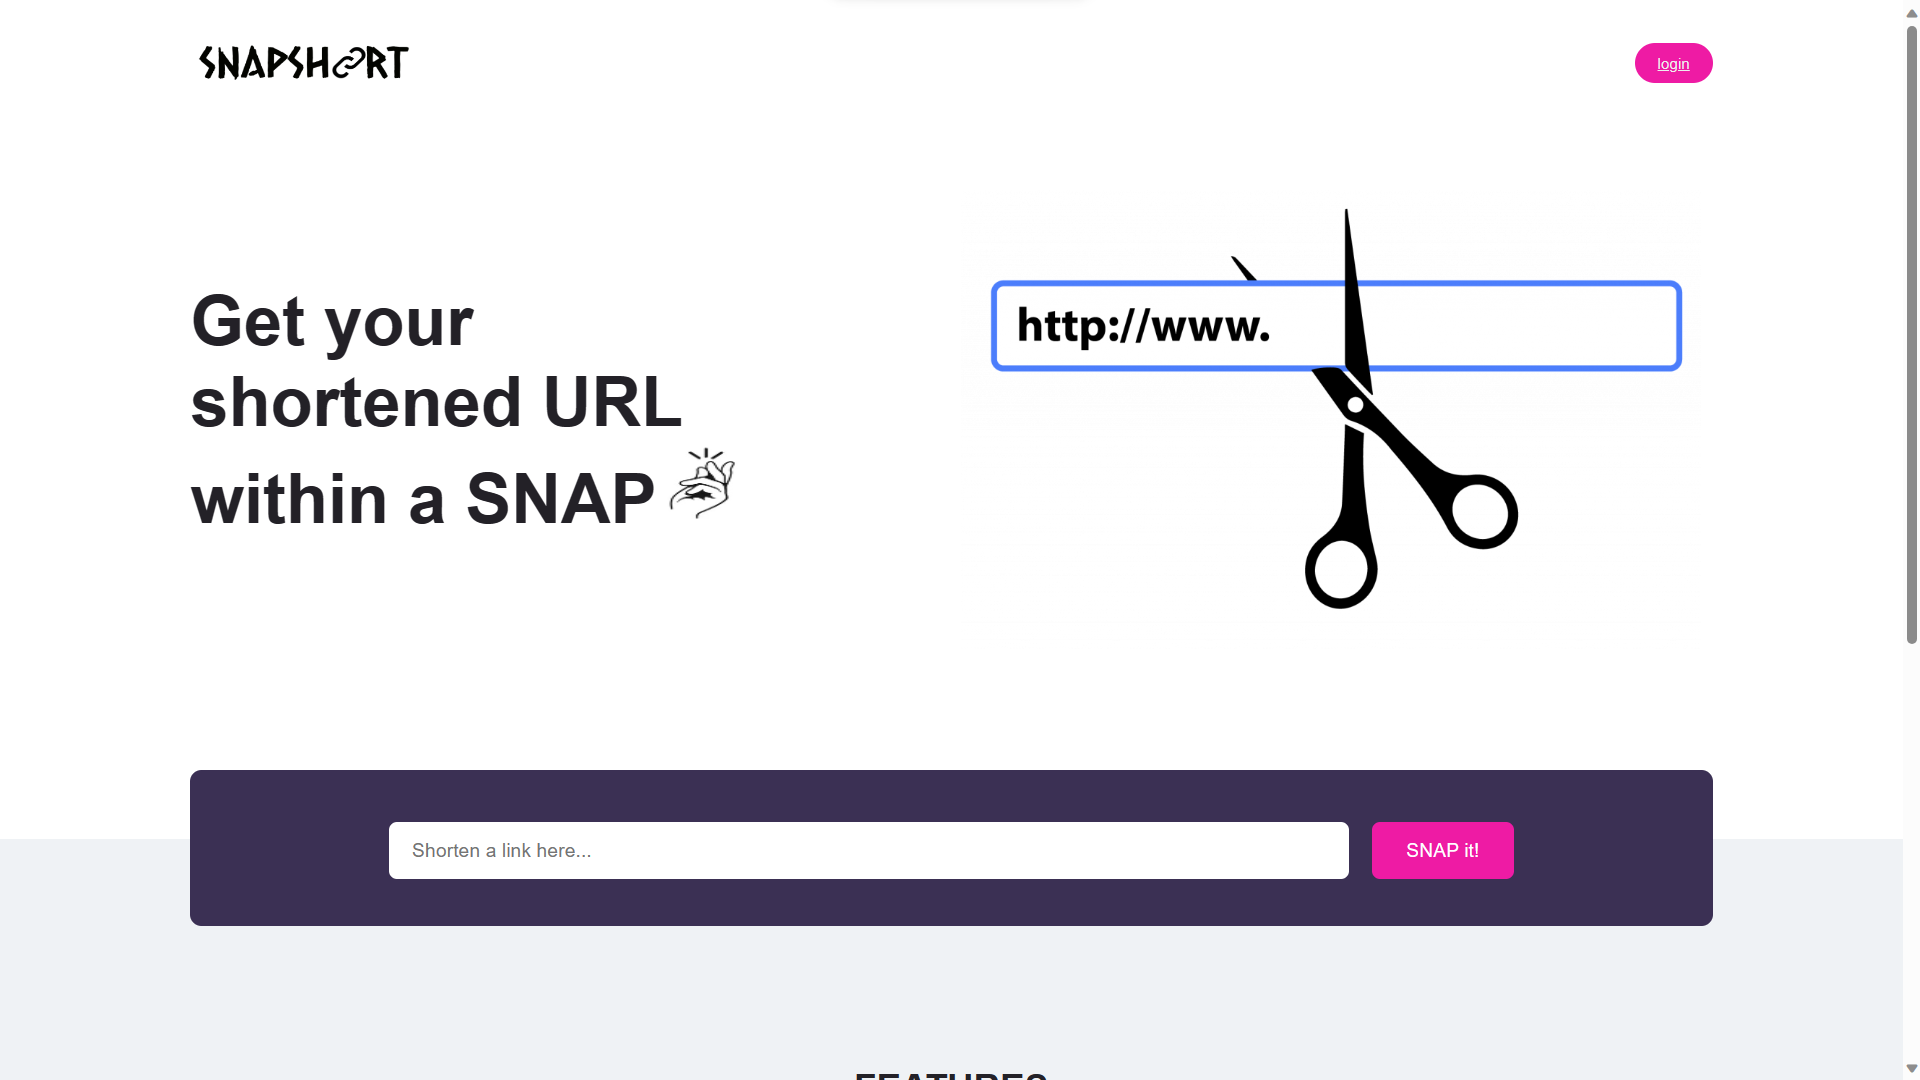 SNAPSHORT
login
Get your
shortened URL
within a SNAP
http://www.
Shorten a link here...
SNAP it!
FEATURES